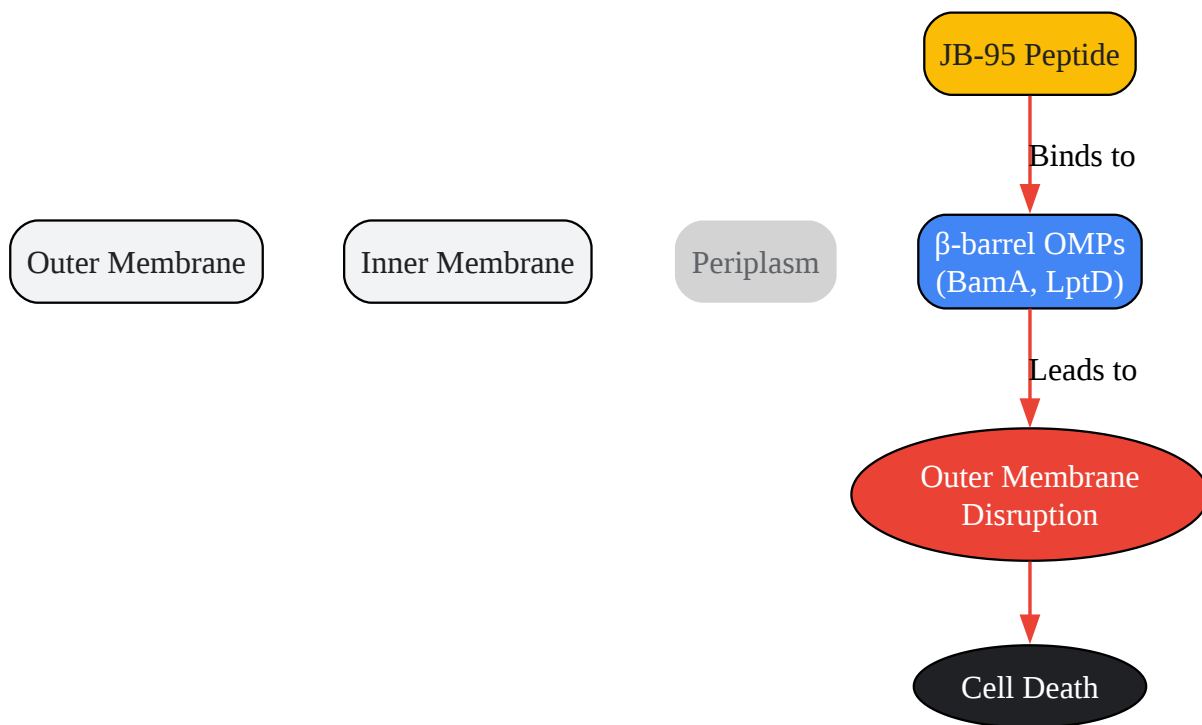 JB-95 Peptide
Binds to
Outer Membrane
Inner Membrane
Periplasm
β-barrel OMPs
(BamA, LptD)
Leads to
Outer Membrane
Disruption
Cell Death